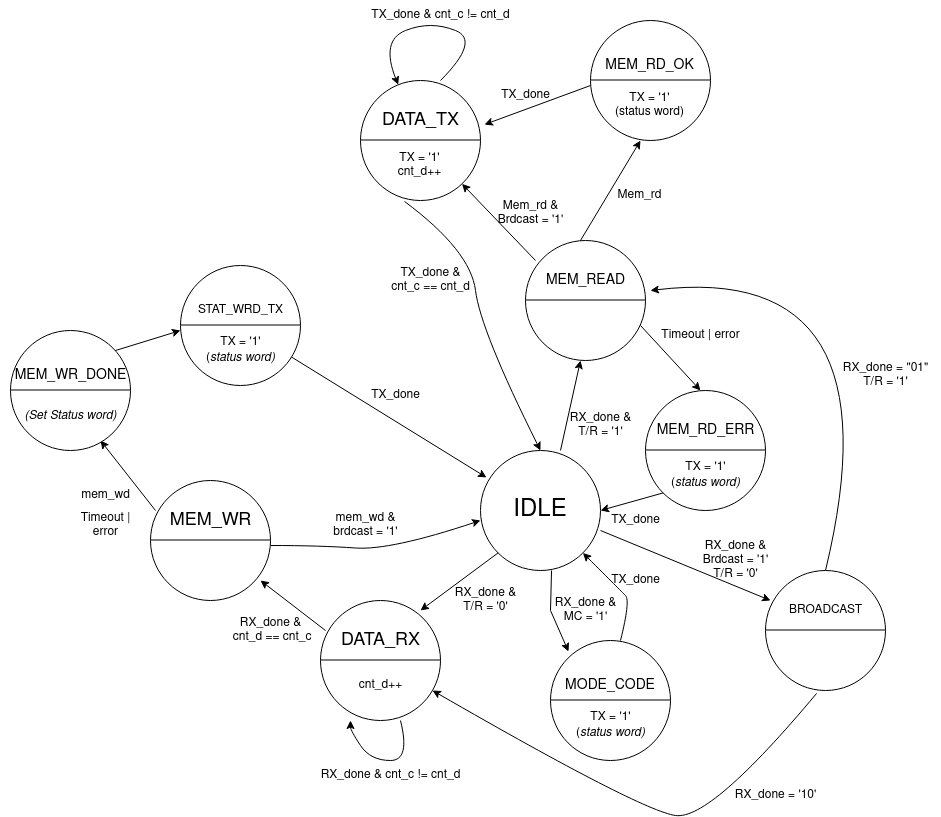 TX_done & cnt_c != cnt_d
MEM_RD_OK
TX = '1'
(status word)
TX_done
DATA_TX
TX = '1'
cnt_d++
Mem_rd
Mem_rd &
Brdcast = '1'
MEM_READ
TX_done &
cnt_c == cnt_d
STAT_WRD_TX
TX = '1'
(status word)
Timeout | error
MEM_WR_DONE
(Set Status word)
RX_done = "01"
T/R = '1'
TX_done
RX_done &
T/R = '1'
MEM_RD_ERR
TX = '1'
(status word)
mem_wd
Timeout |
error
MEM_WR
mem_wd &
brdcast = '1'
IDLE
TX_done
RX_done &
Brdcast = '1'
T/R = '0'
RX_done &
T/R = '0'
RX_done &
MC = '1'
TX_done
BROADCAST
RX_done &
cnt_d == cnt_c
DATA_RX
cnt_d++
MODE_CODE
TX = '1'
(status word)
RX_done & cnt_c != cnt_d
RX_done = '10'